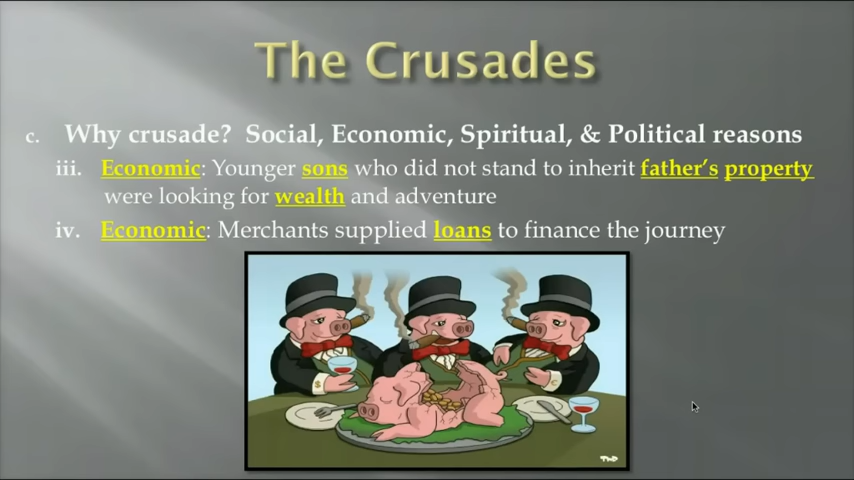 The Crusades
c. Why crusade? Social, Economic, Spiritual, & Political reasons
iii. Economic: Younger sons who did not stand to inherit father's property
were looking for wealth and adventure
iv. Economic: Merchants supplied loans to finance the journey